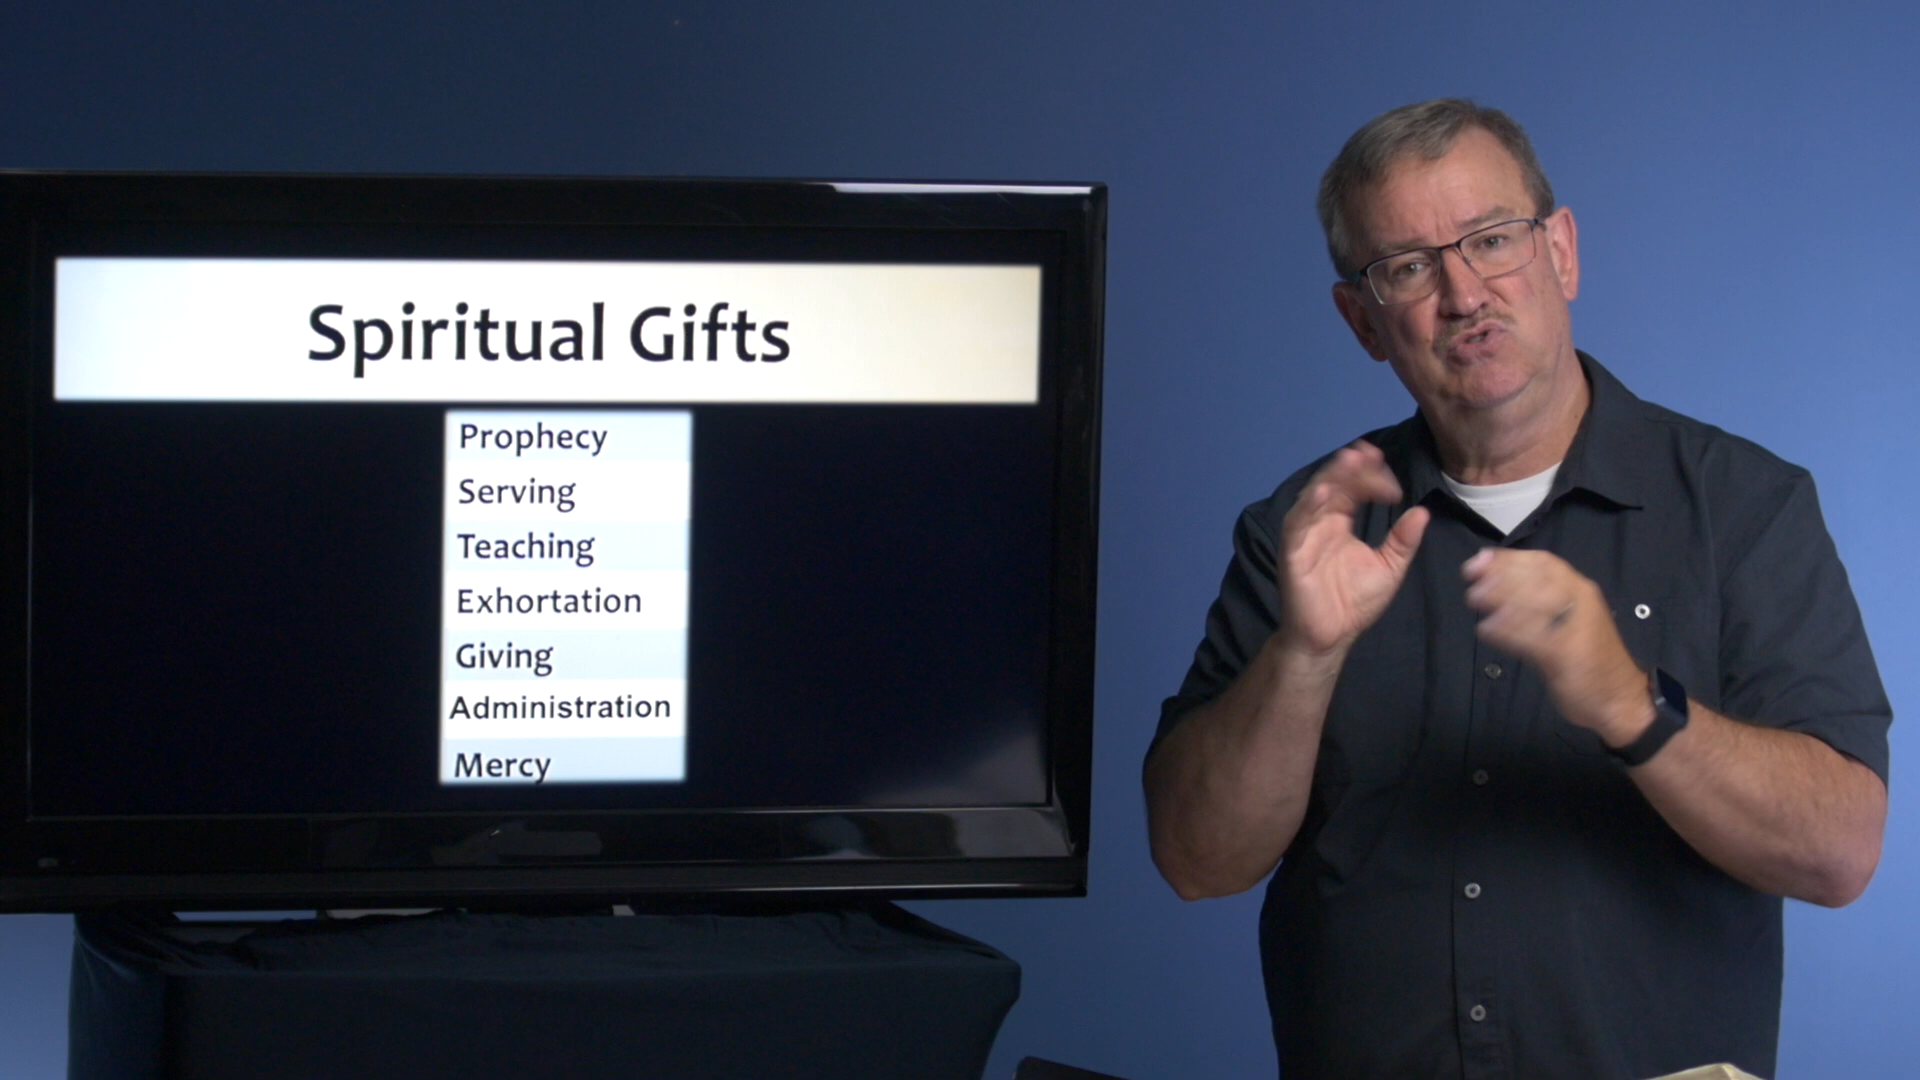 Spiritual Gifts
Prophecy
Serving
Teaching
Exhortation
Giving
Administration
Mercy